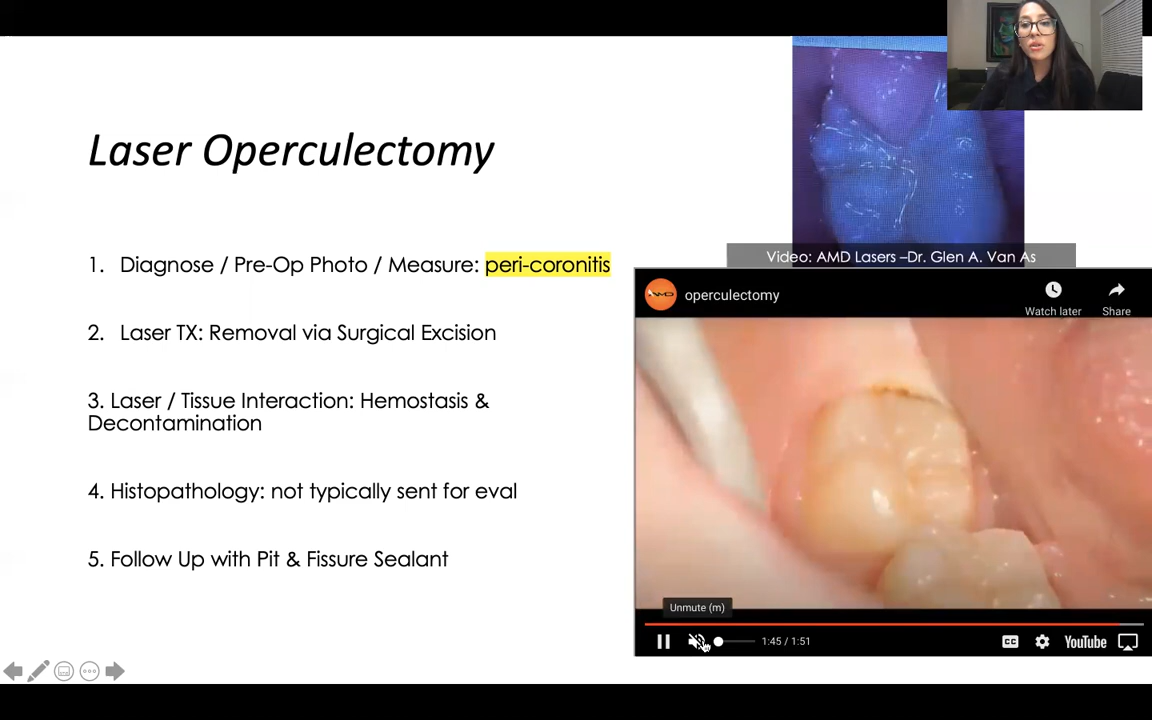 Laser Operculectomy
1. Diagnose / Pre-Op Photo / Measure: peri-coronitis
2. Laser TX: Removal via Surgical Excision
3. Laser / Tissue Interaction: Hemostasis &
Decontamination
4. Histopathology: not typically sent for eval
5. Follow Up with Pit & Fissure Sealant
Video: AMD Lasers –Dr. Glen A. Van As
AMD
operculectomy
Watch later
Share
Unmute (m)
1:45 / 1:51
CC
YouTube